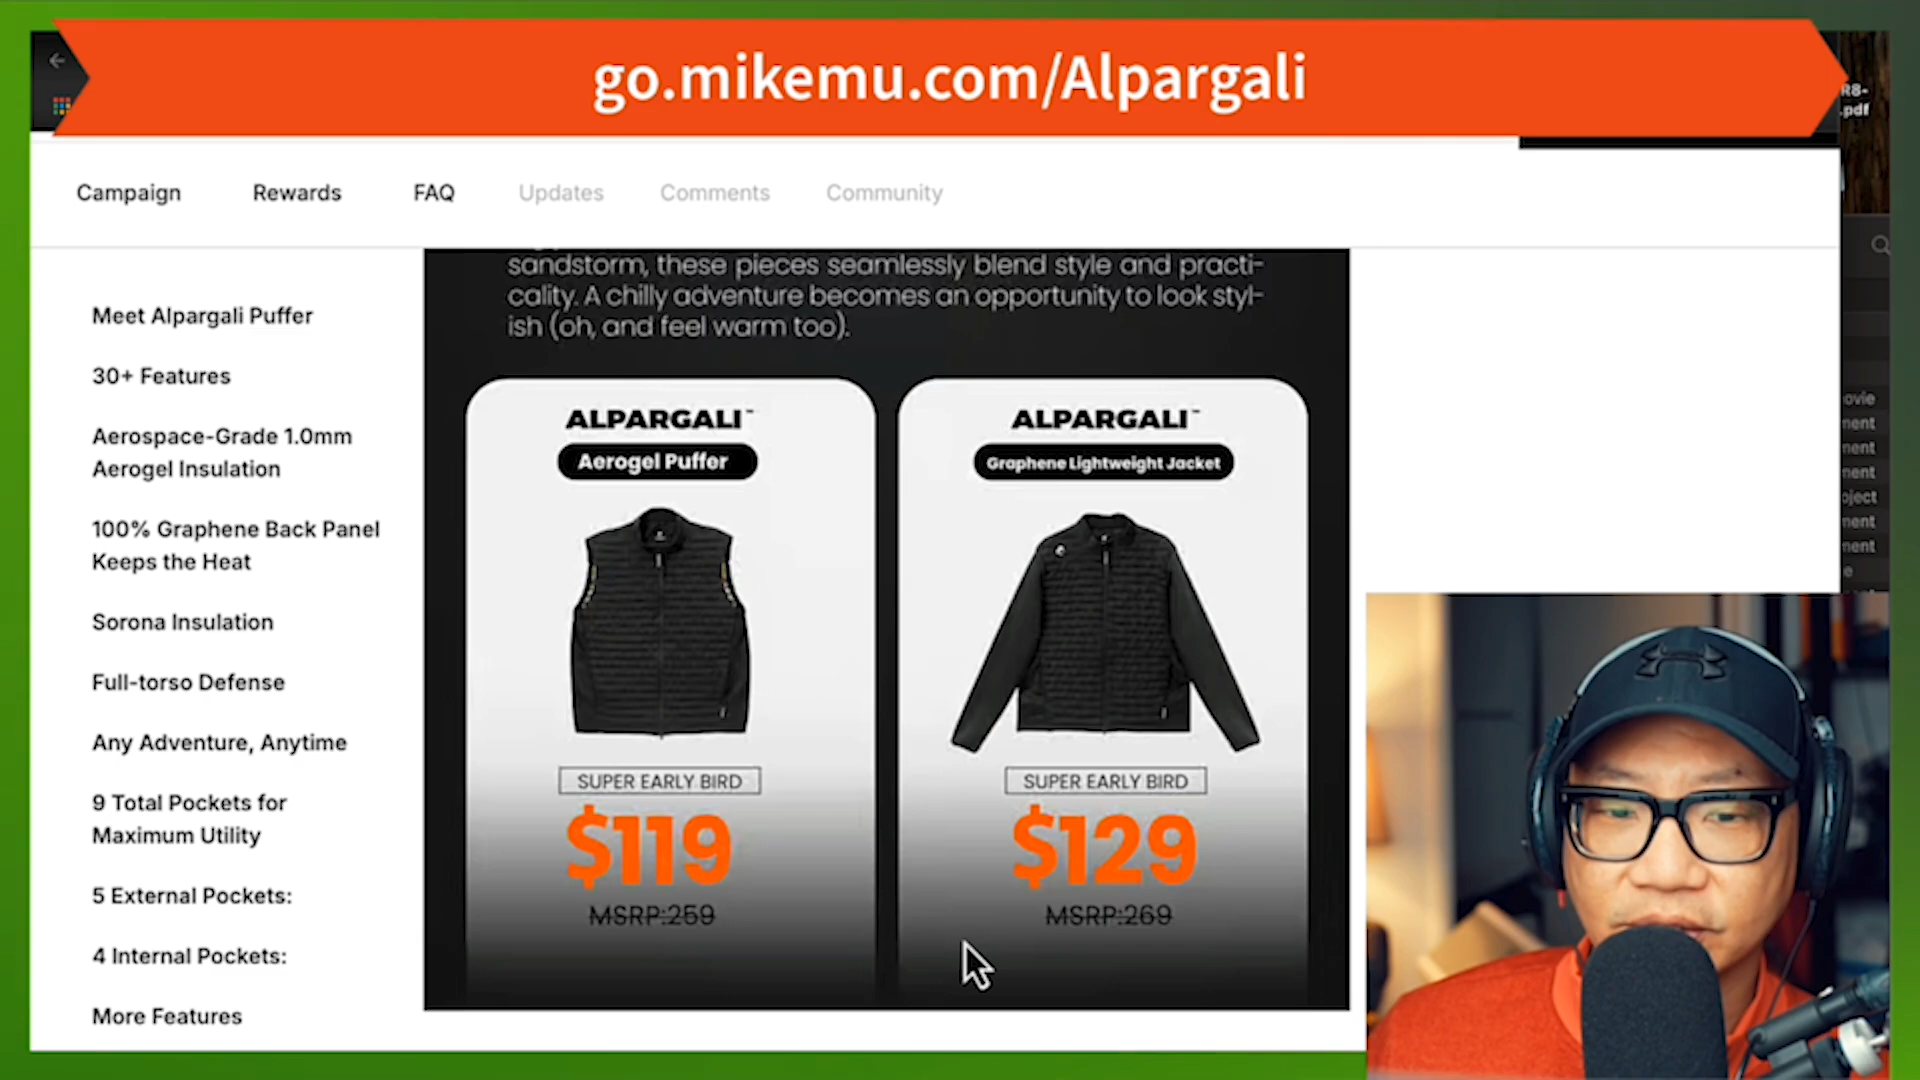 go.mikemu.com/Alpargali
R8-
.pdf
Campaign
Rewards
FAQ
Updates
Comments
Community
Meet Alpargali Puffer
30+ Features
Aerospace-Grade 1.0mm
Aerogel Insulation
100% Graphene Back Panel
Keeps the Heat
Sorona Insulation
Full-torso Defense
Any Adventure, Anytime
9 Total Pockets for
Maximum Utility
5 External Pockets:
4 Internal Pockets:
More Features
sandstorm, these pieces seamlessly blend style and practi-
cality. A chilly adventure becomes an opportunity to look styl-
ish (oh, and feel warm too).
ALPARGALI™
Aerogel Puffer
SUPER EARLY BIRD
$119
MSRP:259
ALPARGALI™
Graphene Lightweight Jacket
SUPER EARLY BIRD
$129
MSRP:269